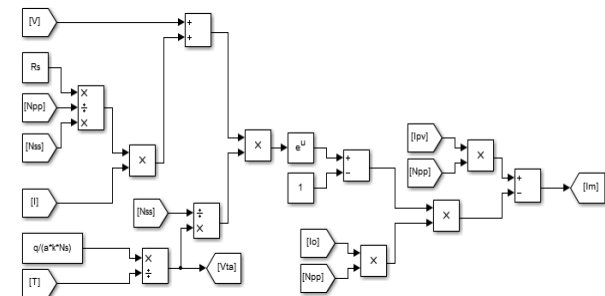 [V]
+
+
Rs
×
÷
×
[Npp]
[Nss]
×
[I]
[Nss]
÷
×
×
e^u
1
+
−
[Ipv]
[Npp]
×
+
−
[Im]
×
[Io]
[Npp]
×
q/(a*k*Ns)
[T]
×
÷
[Vta]